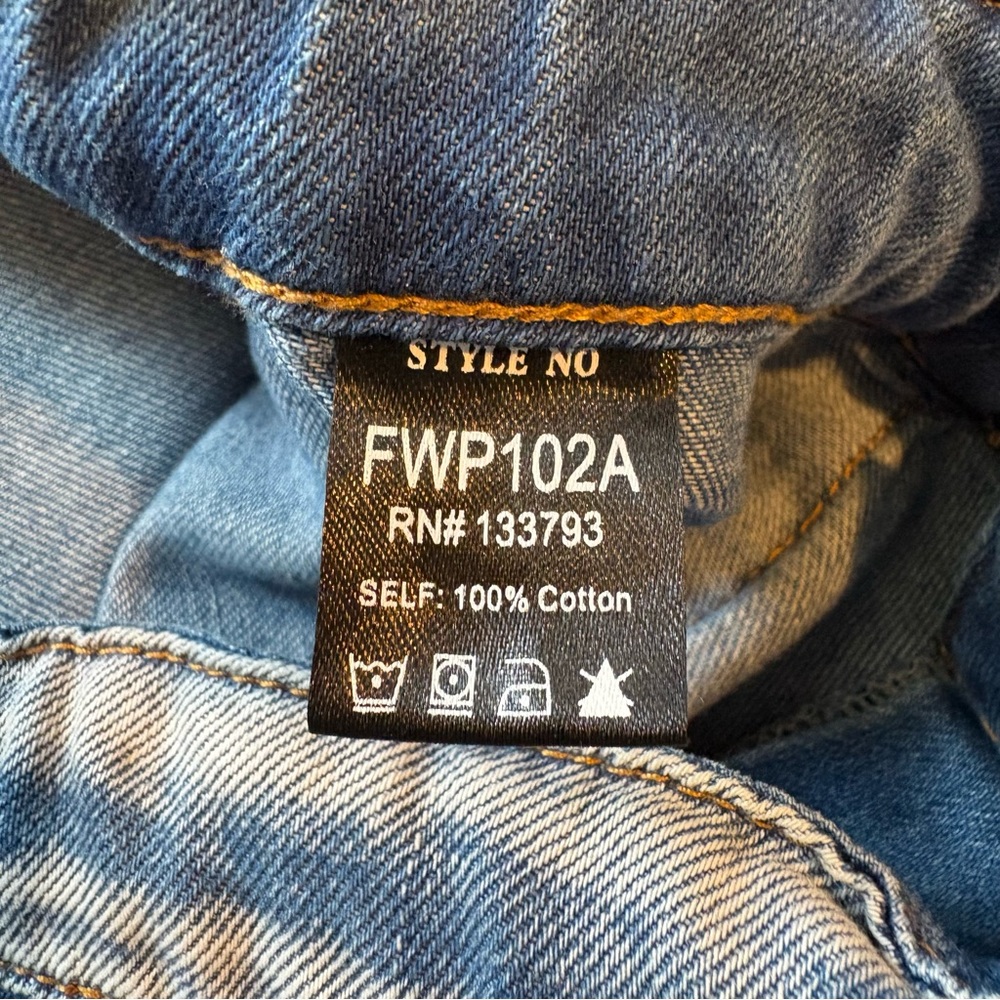 STYLE NO
FWP102A
RN# 133793
SELF: 100% Cotton